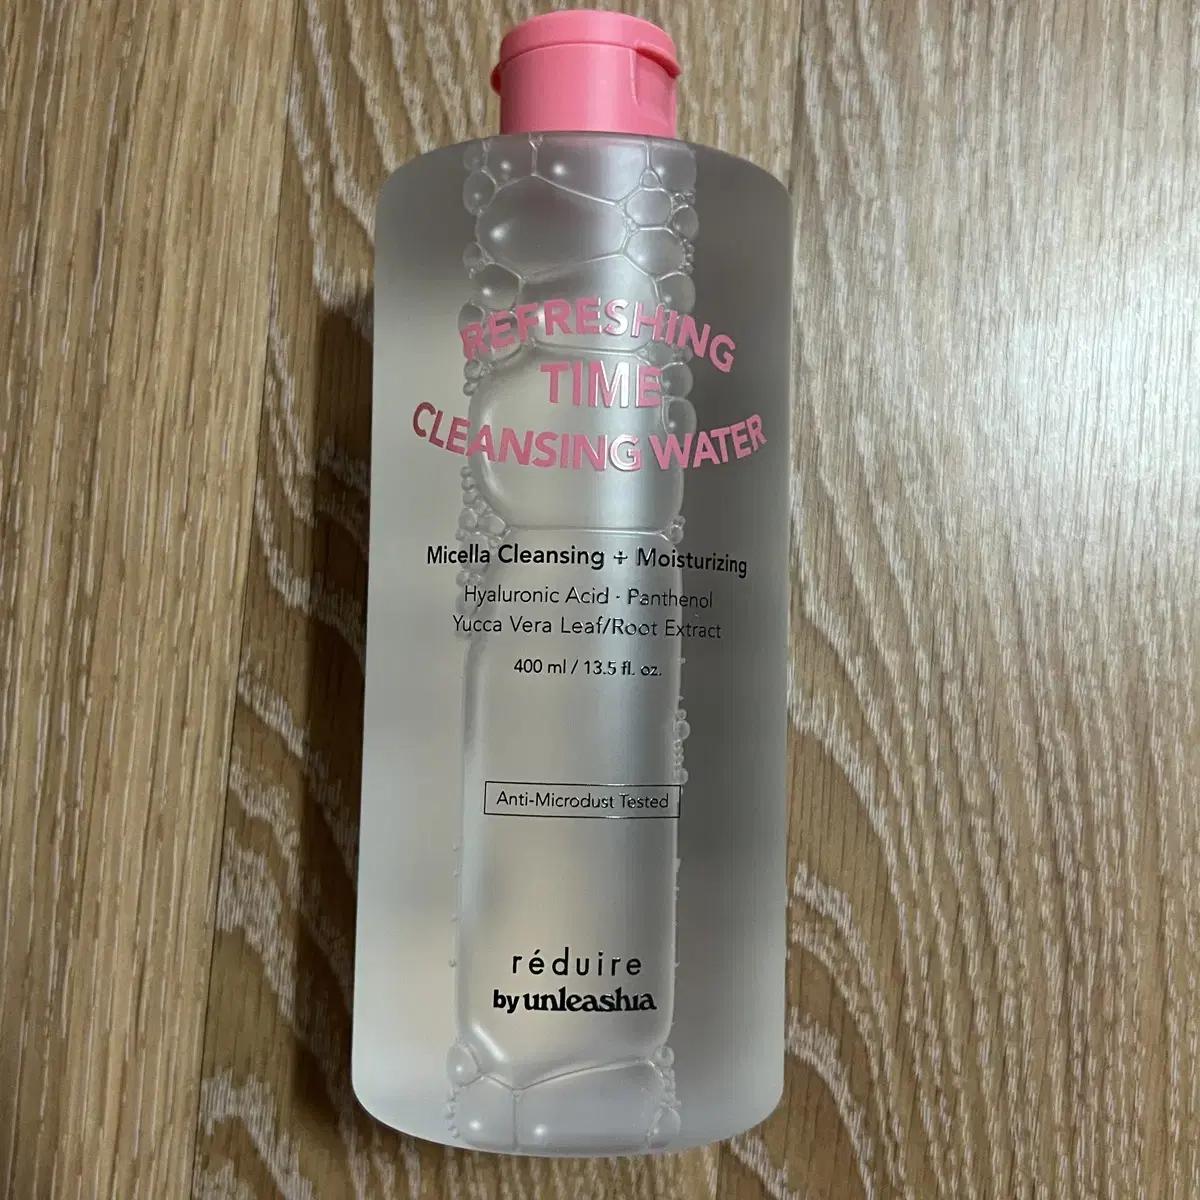 REFRESHING
TIME
CLEANSING WATER
Micella Cleansing + Moisturizing
Hyaluronic Acid · Panthenol
Yucca Vera Leaf/Root Extract
400 ml / 13.5 fl. oz.
Anti-Microdust Tested
réduire
by unleashia